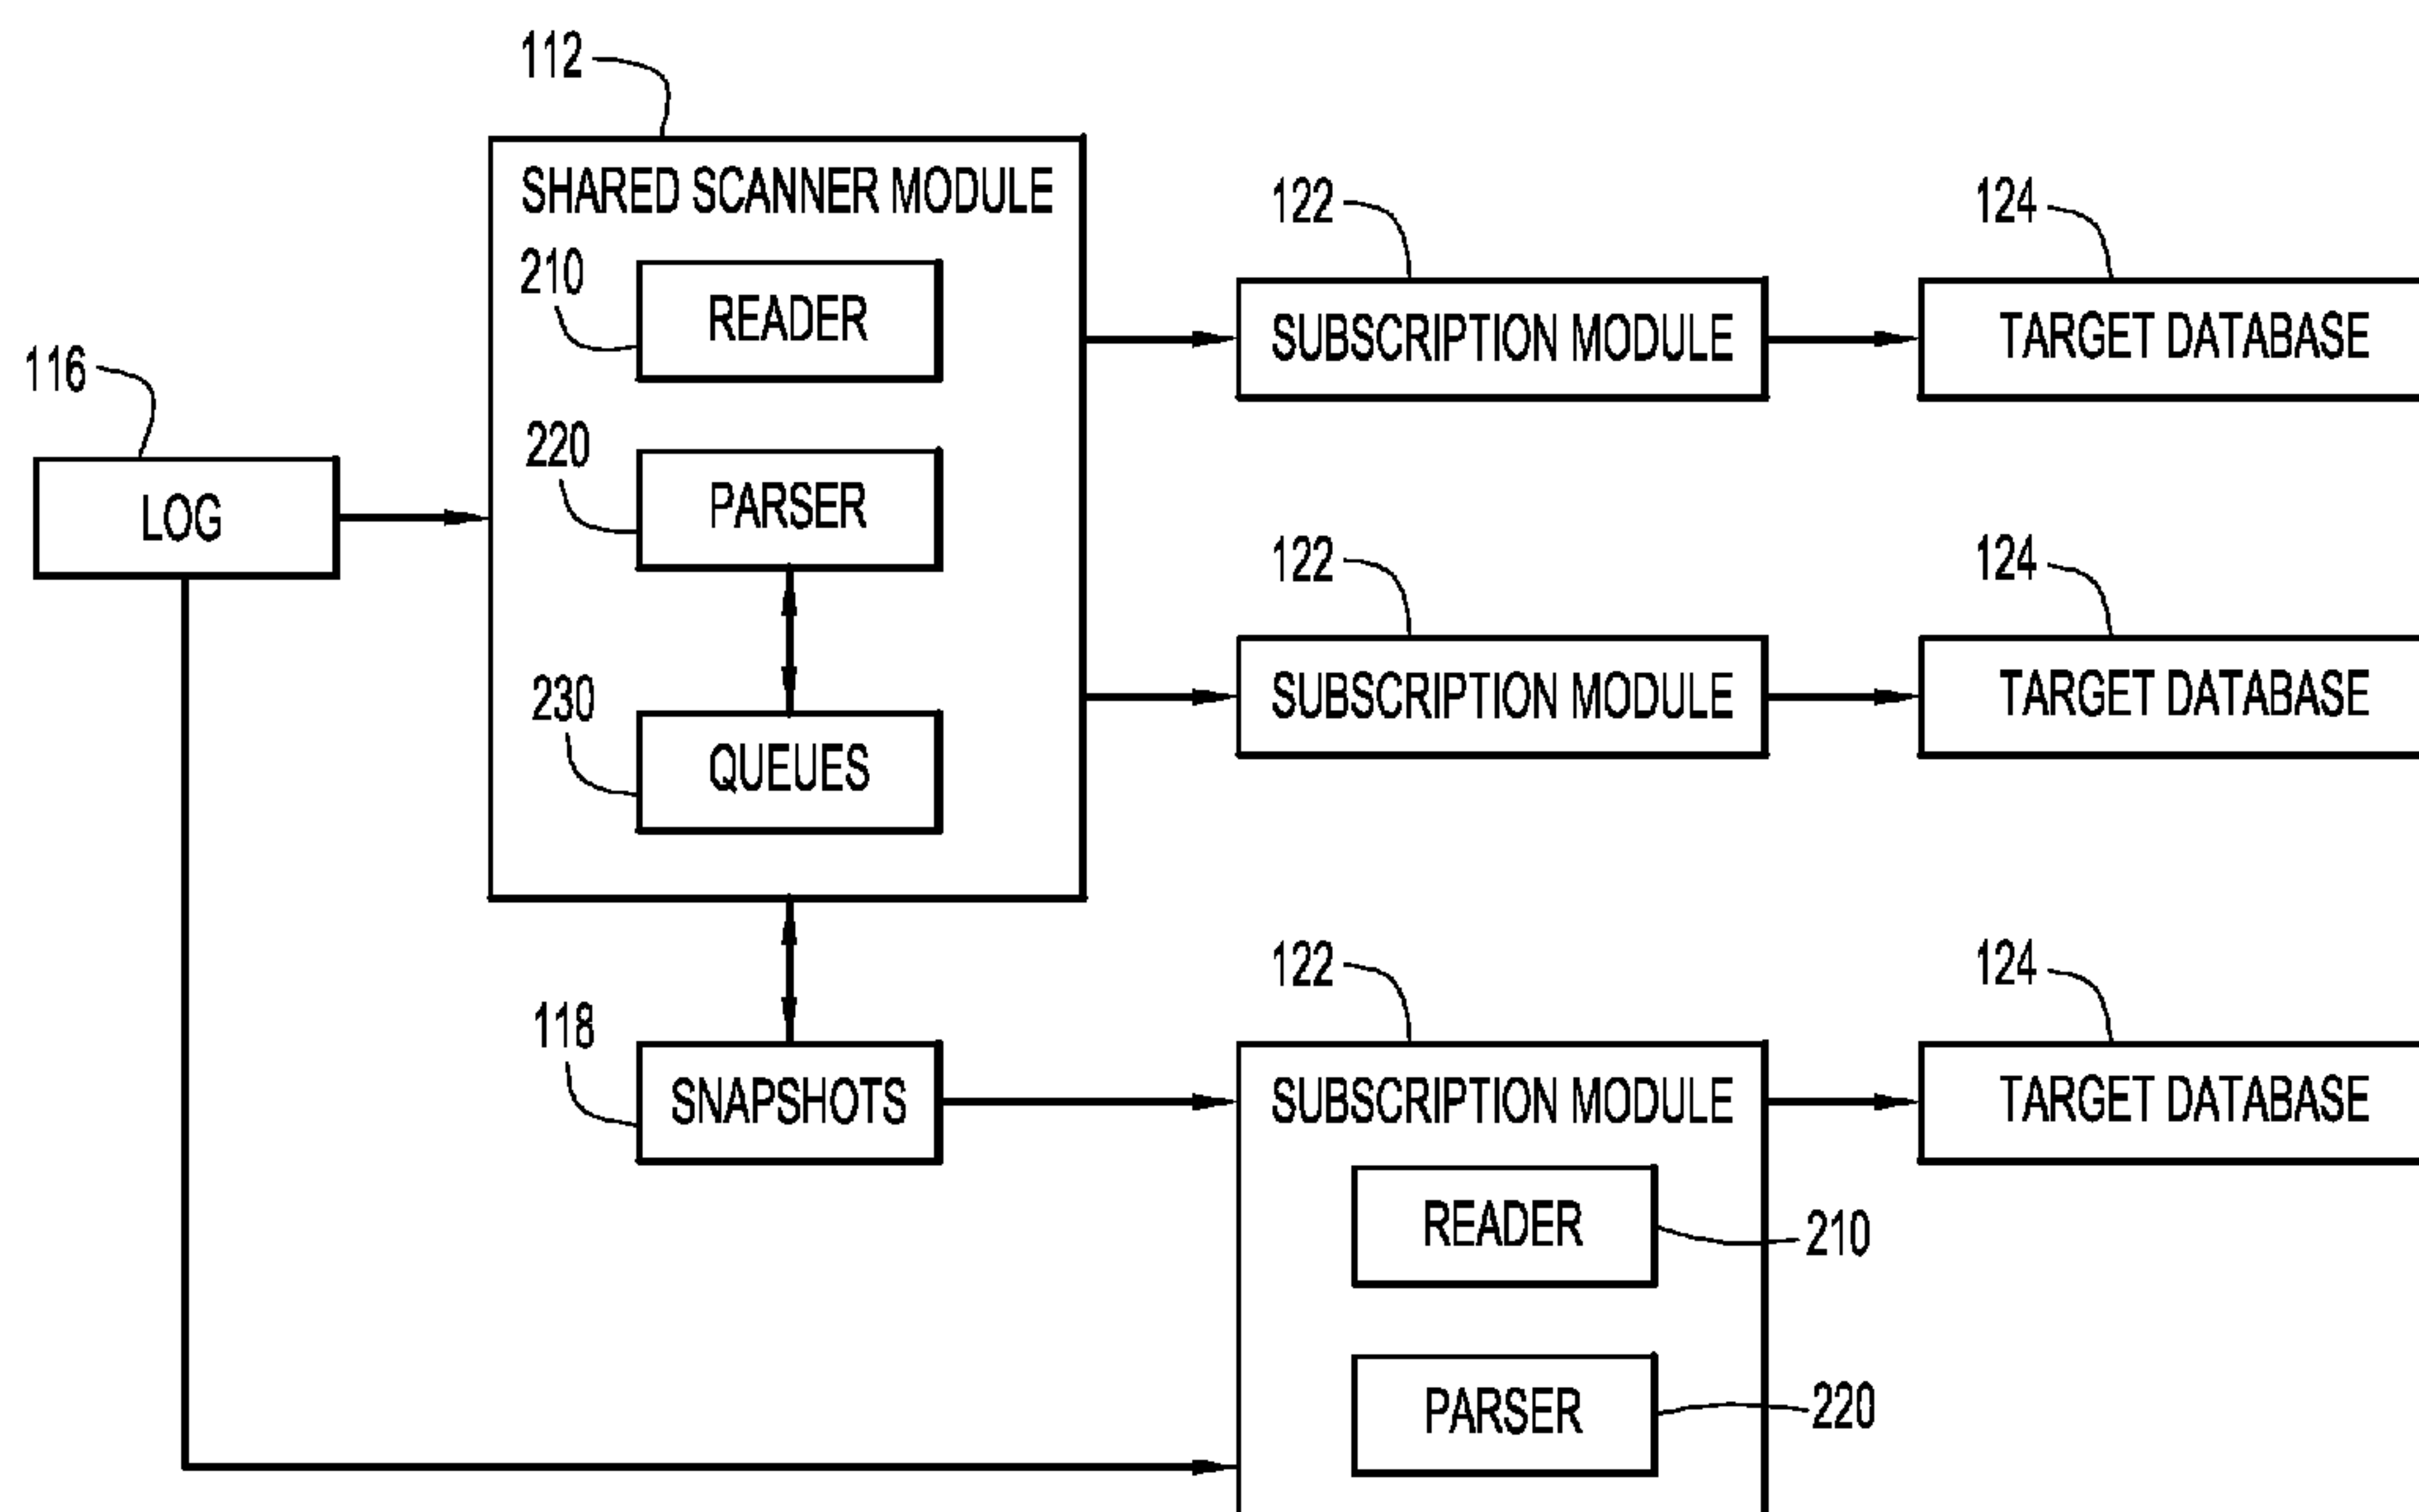 112
SHARED SCANNER MODULE
210
READER
122
SUBSCRIPTION MODULE
124
TARGET DATABASE
116
LOG
220
PARSER
122
SUBSCRIPTION MODULE
124
TARGET DATABASE
230
QUEUES
118
SNAPSHOTS
122
SUBSCRIPTION MODULE
124
TARGET DATABASE
READER
210
PARSER
220